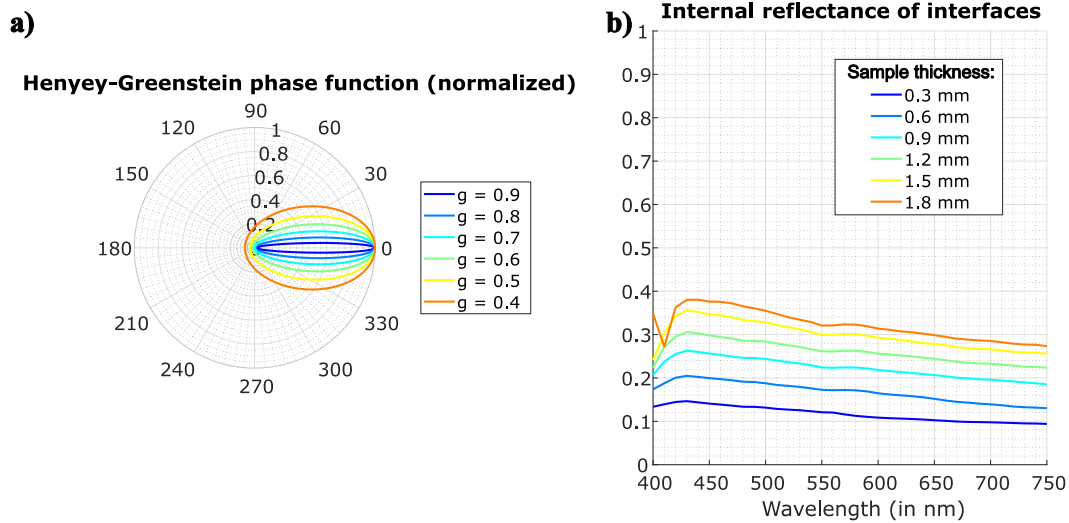 a)
Henyey-Greenstein phase function (normalized)
90
120
60
150
30
180
0
210
330
240
300
270
1
0.8
0.6
0.4
0.2
g = 0.9
g = 0.8
g = 0.7
g = 0.6
g = 0.5
g = 0.4
b)
Internal reflectance of interfaces
1
0.9
0.8
0.7
0.6
0.5
0.4
0.3
0.2
0.1
0
Sample thickness:
0.3 mm
0.6 mm
0.9 mm
1.2 mm
1.5 mm
1.8 mm
400 450 500 550 600 650 700 750
Wavelength (in nm)